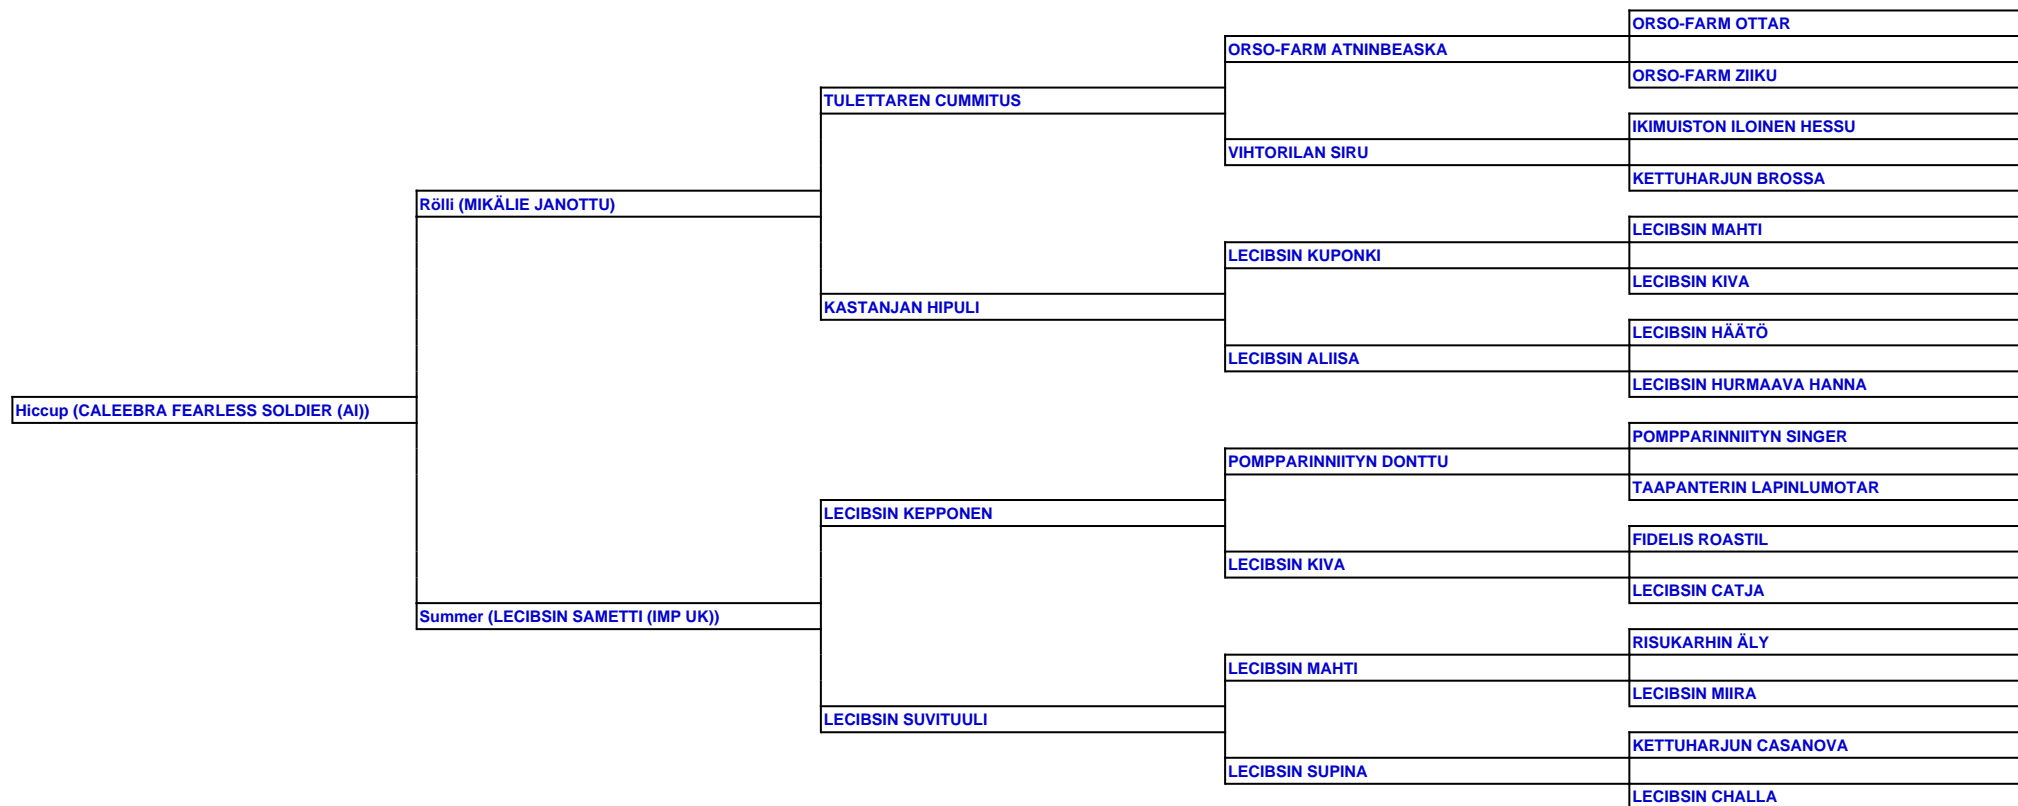 ORSO-FARM OTTAR
ORSO-FARM ATNINBEASKA
ORSO-FARM ZIIKU
TULETTAREN CUMMITUS
IKIMUISTON ILOINEN HESSU
VIHTORILAN SIRU
KETTUHARJUN BROSSA
Rölli (MIKÄLIE JANOTTU)
LECIBSIN MAHTI
LECIBSIN KUPONKI
LECIBSIN KIVA
KASTANJAN HIPULI
LECIBSIN HÄÄTÖ
LECIBSIN ALIISA
LECIBSIN HURMAAVA HANNA
Hiccup (CALEEBRA FEARLESS SOLDIER (AI))
POMPPARINNIITYN SINGER
POMPPARINNIITYN DONTTU
TAAPANTERIN LAPINLUMOTAR
LECIBSIN KEPPONEN
FIDELIS ROASTIL
LECIBSIN KIVA
LECIBSIN CATJA
Summer (LECIBSIN SAMETTI (IMP UK))
RISUKARHIN ÄLY
LECIBSIN MAHTI
LECIBSIN MIIRA
LECIBSIN SUVITUULI
KETTUHARJUN CASANOVA
LECIBSIN SUPINA
LECIBSIN CHALLA